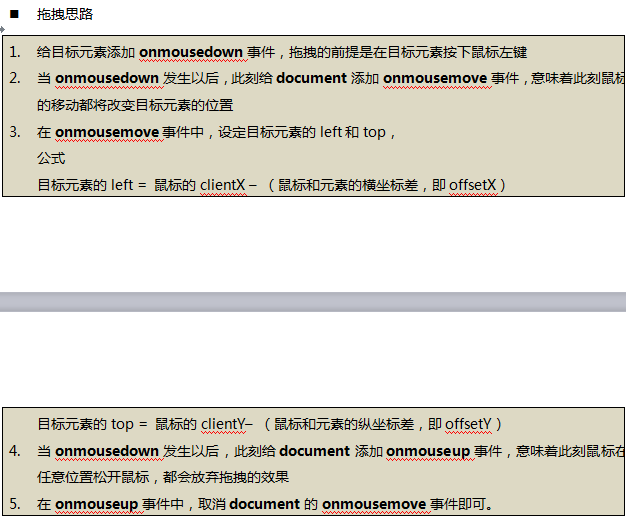 ■ 拖拽思路
1. 给目标元素添加 onmousedown 事件，拖拽的前提是在目标元素按下鼠标左键
2. 当 onmousedown 发生以后，此刻给 document 添加 onmousemove 事件，意味着此刻鼠标
的移动都将改变目标元素的位置
3. 在 onmousemove 事件中，设定目标元素的 left 和 top，
公式
目标元素的 left = 鼠标的 clientX – （鼠标和元素的横坐标差，即 offsetX）
目标元素的 top = 鼠标的 clientY– （鼠标和元素的纵坐标差，即 offsetY）
4. 当 onmousedown 发生以后，此刻给 document 添加 onmouseup 事件，意味着此刻鼠标在
任意位置松开鼠标，都会放弃拖拽的效果
5. 在 onmouseup 事件中，取消 document 的 onmousemove 事件即可。